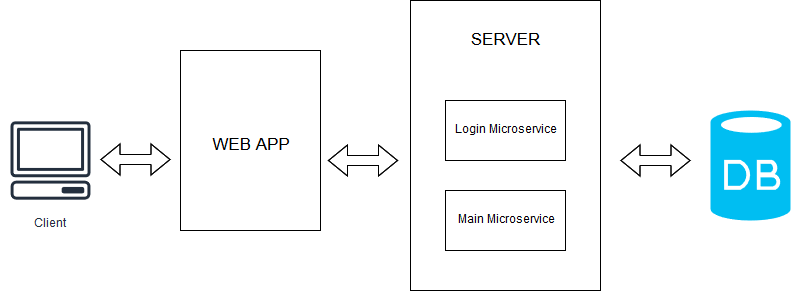 Client
WEB APP
SERVER
Login Microservice
Main Microservice
DB